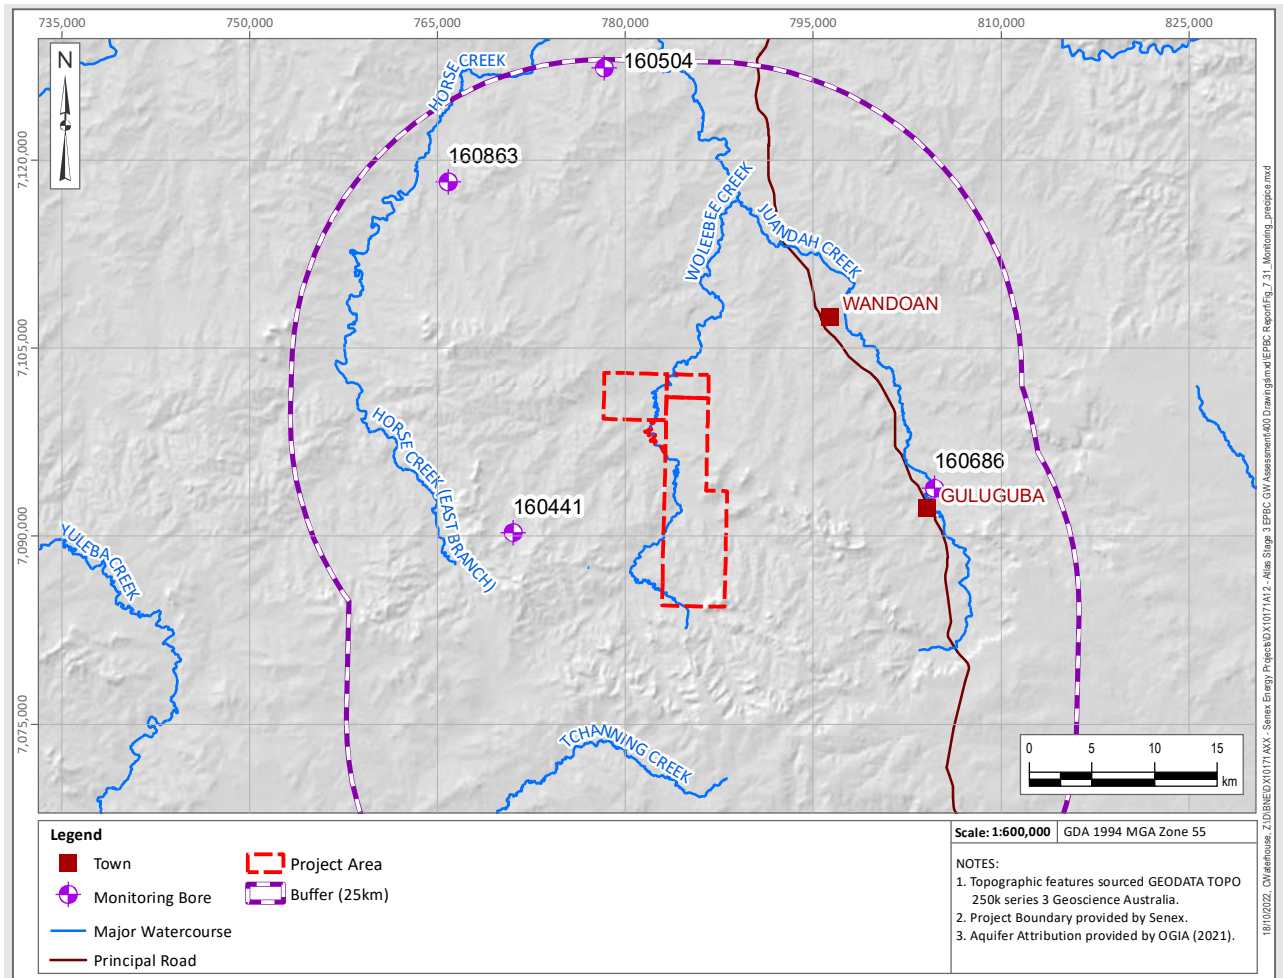 735,000
750,000
765,000
780,000
795,000
810,000
825,000
N
HORSE CREEK
160504
7,120,000
160863
WOLEEBEE CREEK
JUANDAH CREEK
WANDOAN
7,105,000
HORSE CREEK (EAST BRANCH)
160686
GULUGUBA
160441
7,090,000
YULEBA CREEK
7,075,000
TCHANNING CREEK
0 5 10 15
km
Legend
Town
Monitoring Bore
Major Watercourse
Principal Road
Project Area
Buffer (25km)
Scale: 1:600,000
GDA 1994 MGA Zone 55
NOTES:
1. Topographic features sourced GEODATA TOPO
250k series 3 Geoscience Australia.
2. Project Boundary provided by Senex.
3. Aquifer Attribution provided by OGIA (2021).